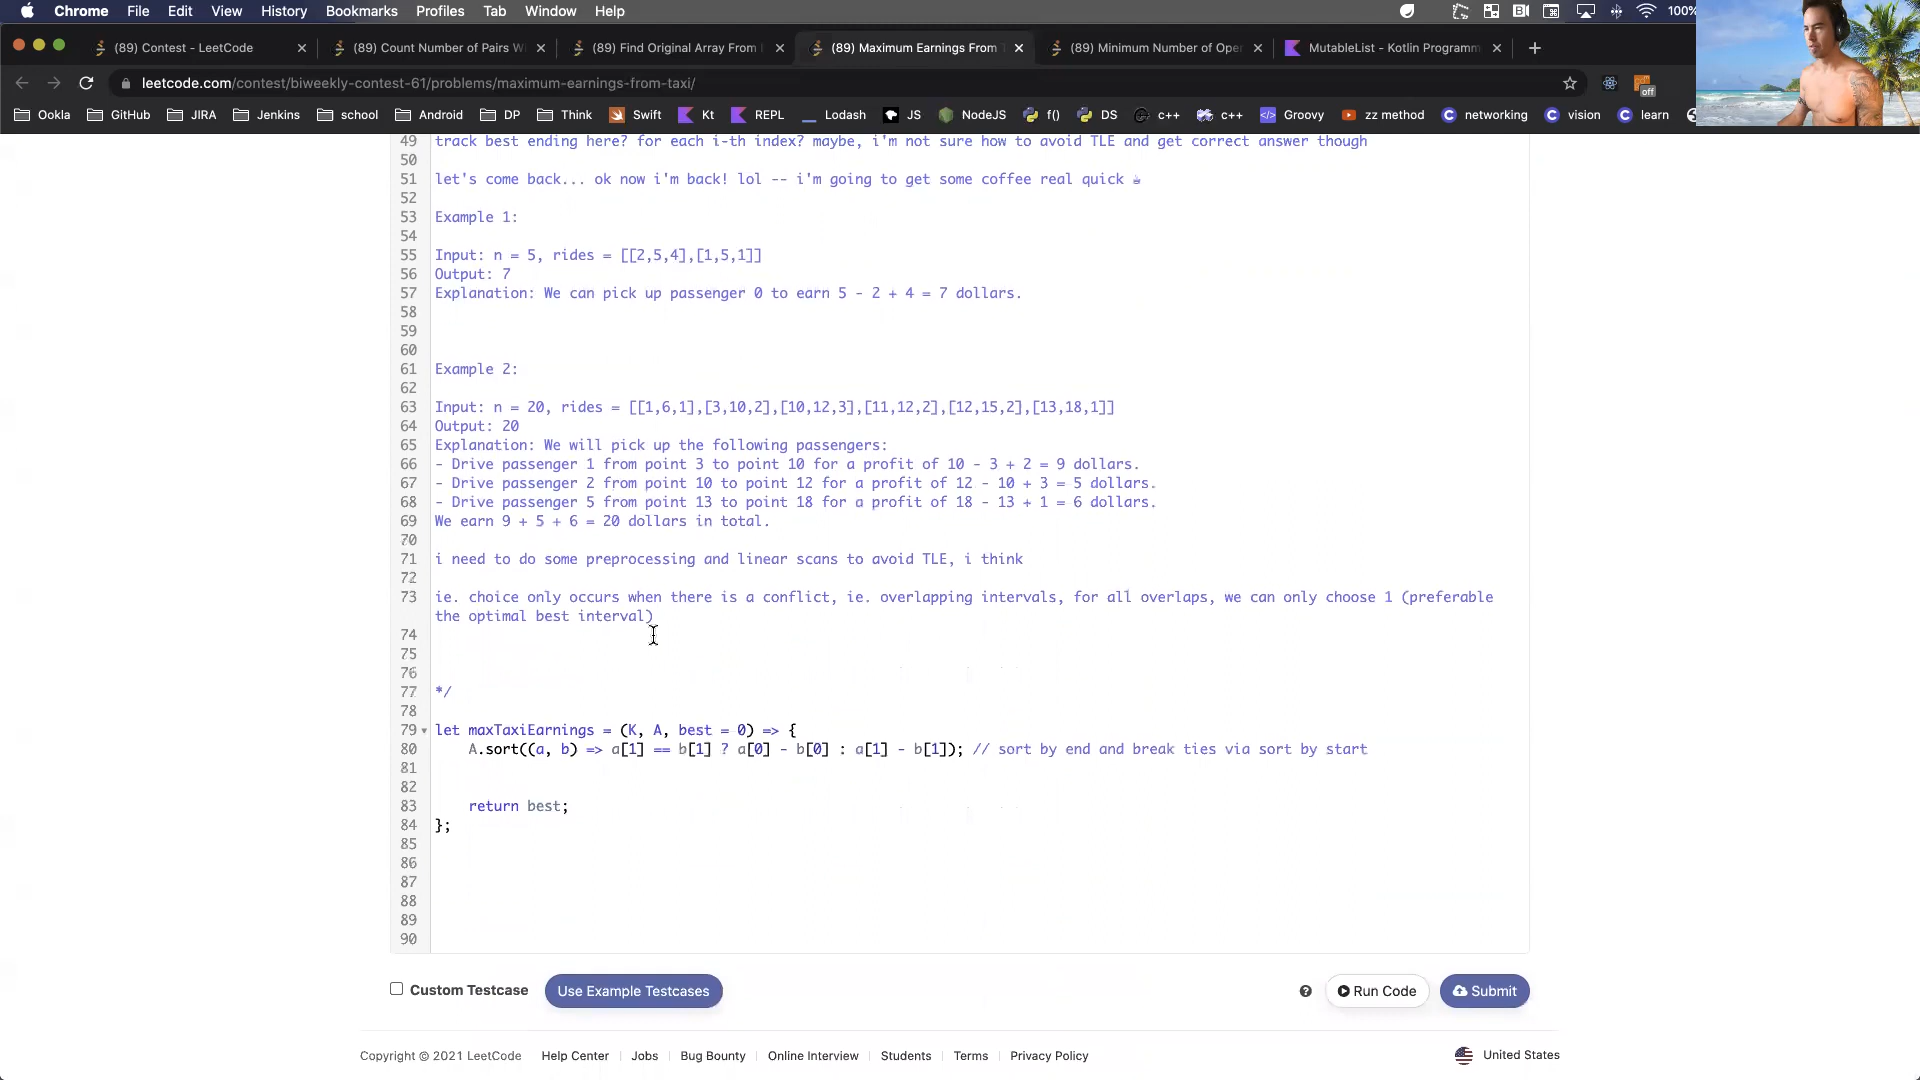 Chrome File Edit View History Bookmarks Profiles Tab Window Help 100%
(89) Contest - LeetCode (89) Count Number of Pairs W (89) Find Original Array From (89) Maximum Earnings From T (89) Minimum Number of Oper MutableList - Kotlin Programm
leetcode.com/contest/biweekly-contest-61/problems/maximum-earnings-from-taxi/ off
Ookla GitHub JIRA Jenkins school Android DP Think Swift Kt REPL Lodash JS NodeJS f() DS c++ c++ Groovy zz method networking vision learn
49 track best ending here? for each i-th index? maybe, i'm not sure how to avoid TLE and get correct answer though
50
51 let's come back... ok now i'm back! lol -- i'm going to get some coffee real quick ☕
52
53 Example 1:
54
55 Input: n = 5, rides = [[2,5,4],[1,5,1]]
56 Output: 7
57 Explanation: We can pick up passenger 0 to earn 5 - 2 + 4 = 7 dollars.
58
59
60
61 Example 2:
62
63 Input: n = 20, rides = [[1,6,1],[3,10,2],[10,12,3],[11,12,2],[12,15,2],[13,18,1]]
64 Output: 20
65 Explanation: We will pick up the following passengers:
66 - Drive passenger 1 from point 3 to point 10 for a profit of 10 - 3 + 2 = 9 dollars.
67 - Drive passenger 2 from point 10 to point 12 for a profit of 12 - 10 + 3 = 5 dollars.
68 - Drive passenger 5 from point 13 to point 18 for a profit of 18 - 13 + 1 = 6 dollars.
69 We earn 9 + 5 + 6 = 20 dollars in total.
70
71 i need to do some preprocessing and linear scans to avoid TLE, i think
72
73 ie. choice only occurs when there is a conflict, ie. overlapping intervals, for all overlaps, we can only choose 1 (preferable
the optimal best interval)
74
75
76
77 */
78
79 let maxTaxiEarnings = (K, A, best = 0) => {
80 A.sort((a, b) => a[1] == b[1] ? a[0] - b[0] : a[1] - b[1]); // sort by end and break ties via sort by start
81
82
83 return best;
84 };
85
86
87
88
89
90
Custom Testcase Use Example Testcases ? Run Code Submit
Copyright © 2021 LeetCode Help Center Jobs Bug Bounty Online Interview Students Terms Privacy Policy United States